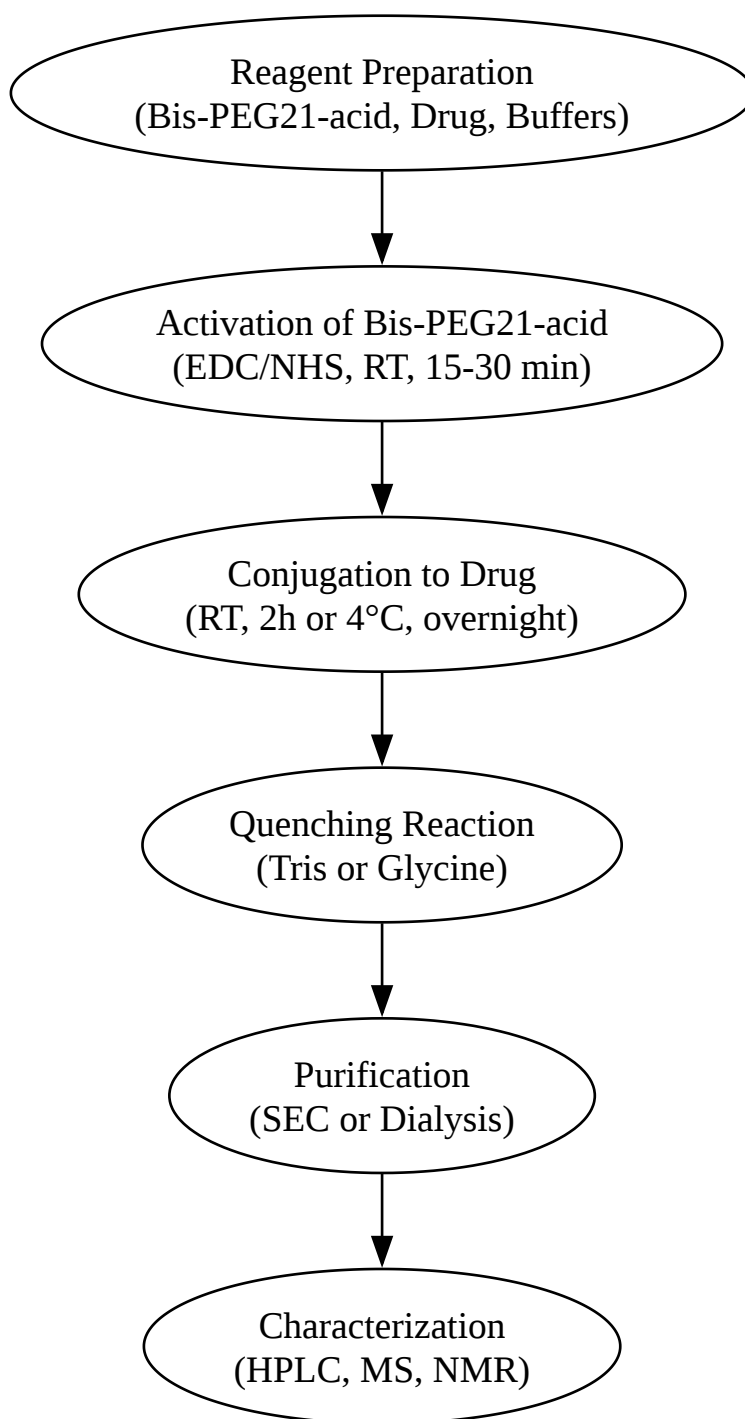 Reagent Preparation
(Bis-PEG21-acid, Drug, Buffers)
Activation of Bis-PEG21-acid
(EDC/NHS, RT, 15-30 min)
Conjugation to Drug
(RT, 2h or 4°C, overnight)
Quenching Reaction
(Tris or Glycine)
Purification
(SEC or Dialysis)
Characterization
(HPLC, MS, NMR)